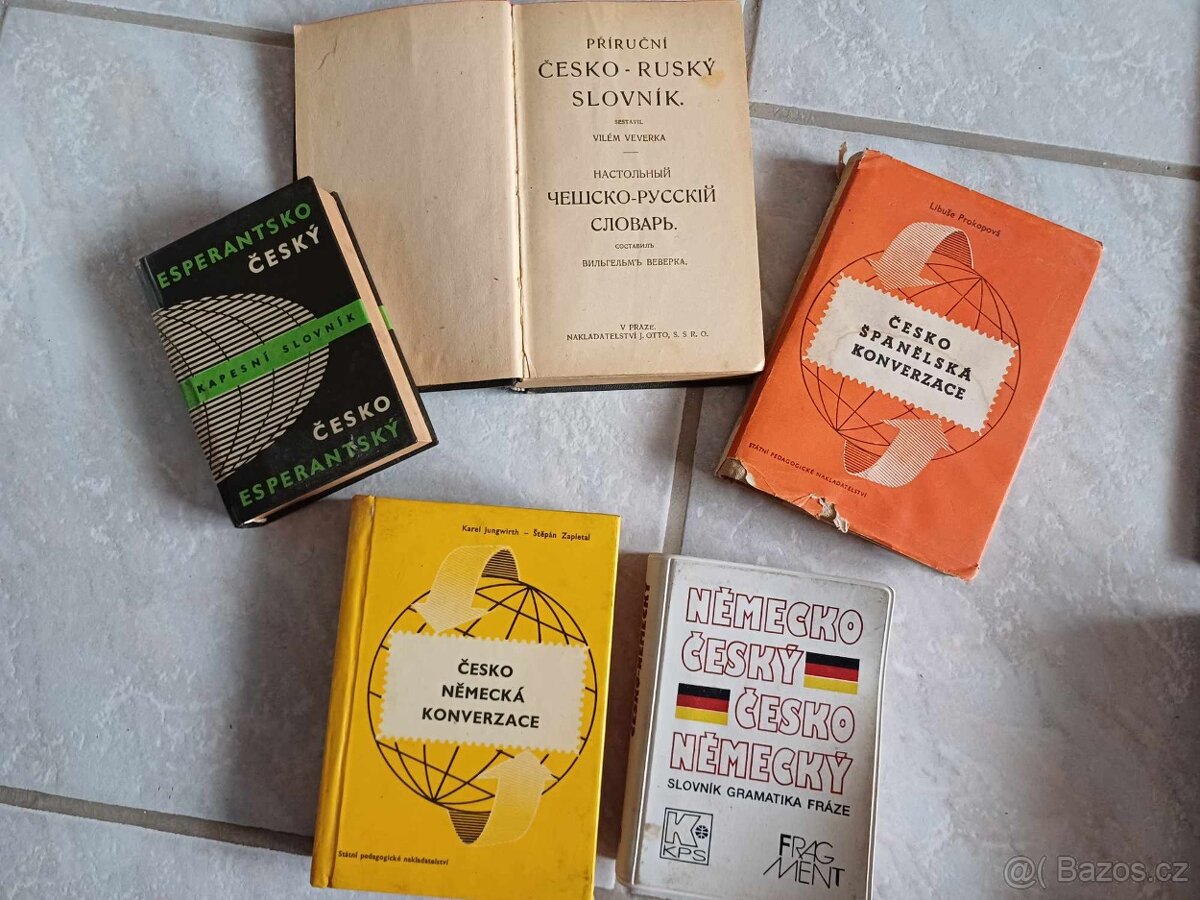 PŘÍRUČNÍ
ČESKO - RUSKÝ
SLOVNÍK.
SESTAVIL
VILÉM VEVERKA
НАСТОЛЬНЫЙ
ЧЕШСКО-РУССКІЙ
СЛОВАРЬ.
СОСТАВИЛЪ
ВИЛЬГЕЛЬМЪ ВЕВЕРКА.
V PRAZE.
NAKLADATELSTVÍ J. OTTO, S. S R. O.
ESPERANTSKO
ČESKÝ
KAPESNÍ SLOVNÍK
ČESKO
ESPERANTSKÝ
Libuše Prokopová
ČESKO
ŠPANĚLSKÁ
KONVERZACE
STÁTNÍ PEDAGOGICKÉ NAKLADATELSTVÍ
Karel Jungwirth – Štěpán Zapletal
ČESKO
NĚMECKÁ
KONVERZACE
Státní pedagogické nakladatelství
ČESKO-NĚMECKÝ
NĚMECKO
ČESKÝ
ČESKO
NĚMECKÝ
SLOVNÍK GRAMATIKA FRÁZE
K
KPS
FRAG
MENT
@( Bazos.cz